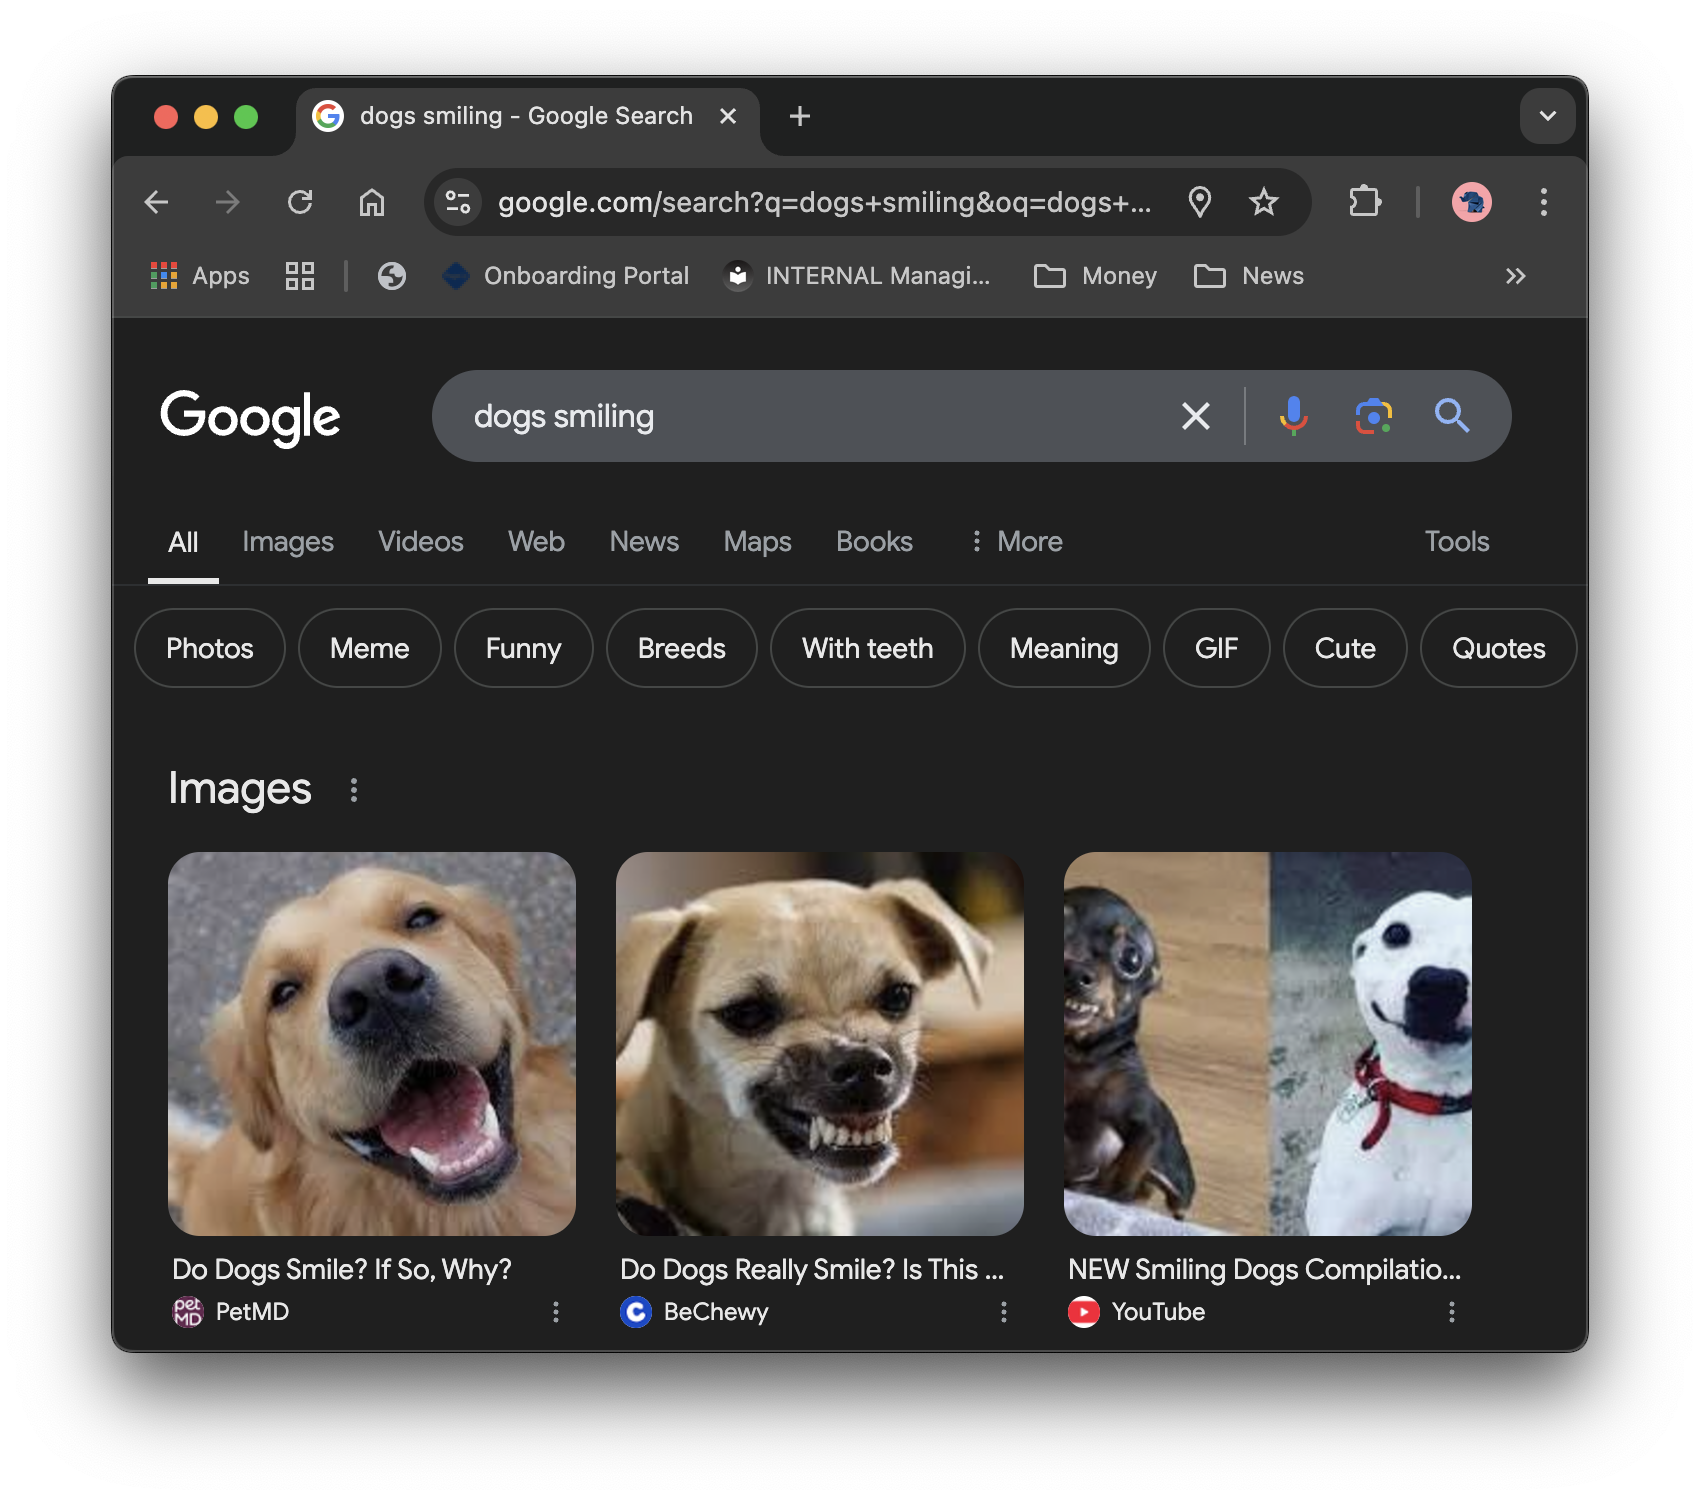 dogs smiling - Google Search
google.com/search?q=dogs+smiling&oq=dogs+...
Apps
Onboarding Portal
INTERNAL Managi...
Money
News
Google
dogs smiling
All Images Videos Web News Maps Books More Tools
Photos Meme Funny Breeds With teeth Meaning GIF Cute Quotes
Images
Do Dogs Smile? If So, Why?
pet MD PetMD
Do Dogs Really Smile? Is This ...
BeChewy
NEW Smiling Dogs Compilatio...
YouTube